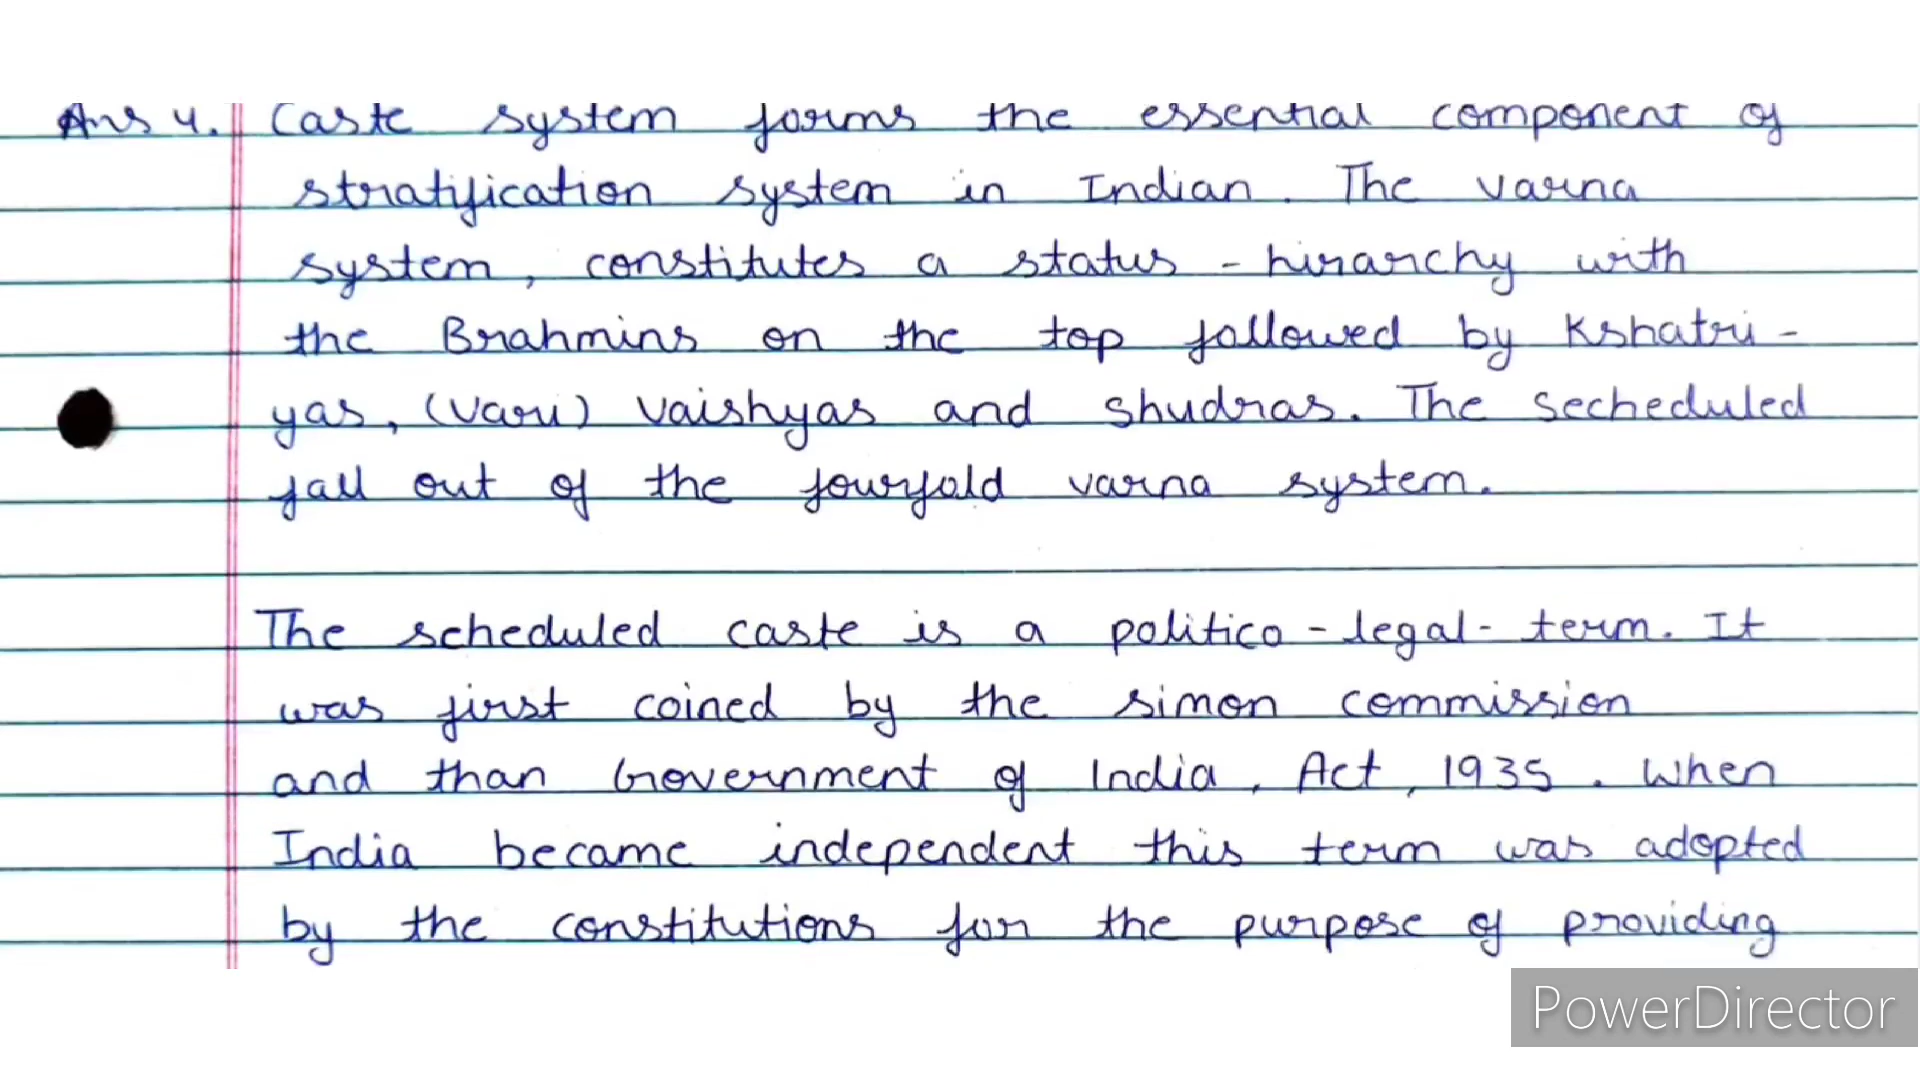 Ans 4. Caste system forms the essential component of
stratification system in Indian. The varna
system, constitutes a status - hirarchy with
the Brahmins on the top followed by Kshatri -
yas, (Vari) Vaishyas and Shudras. The Secheduled
fall out of the fourfold varna system.
The scheduled caste is a politico - legal - term. It
was first coined by the simon commission
and than Government of India, Act, 1935. When
India became independent this term was adopted
by the constitutions for the purpose of providing
PowerDirector